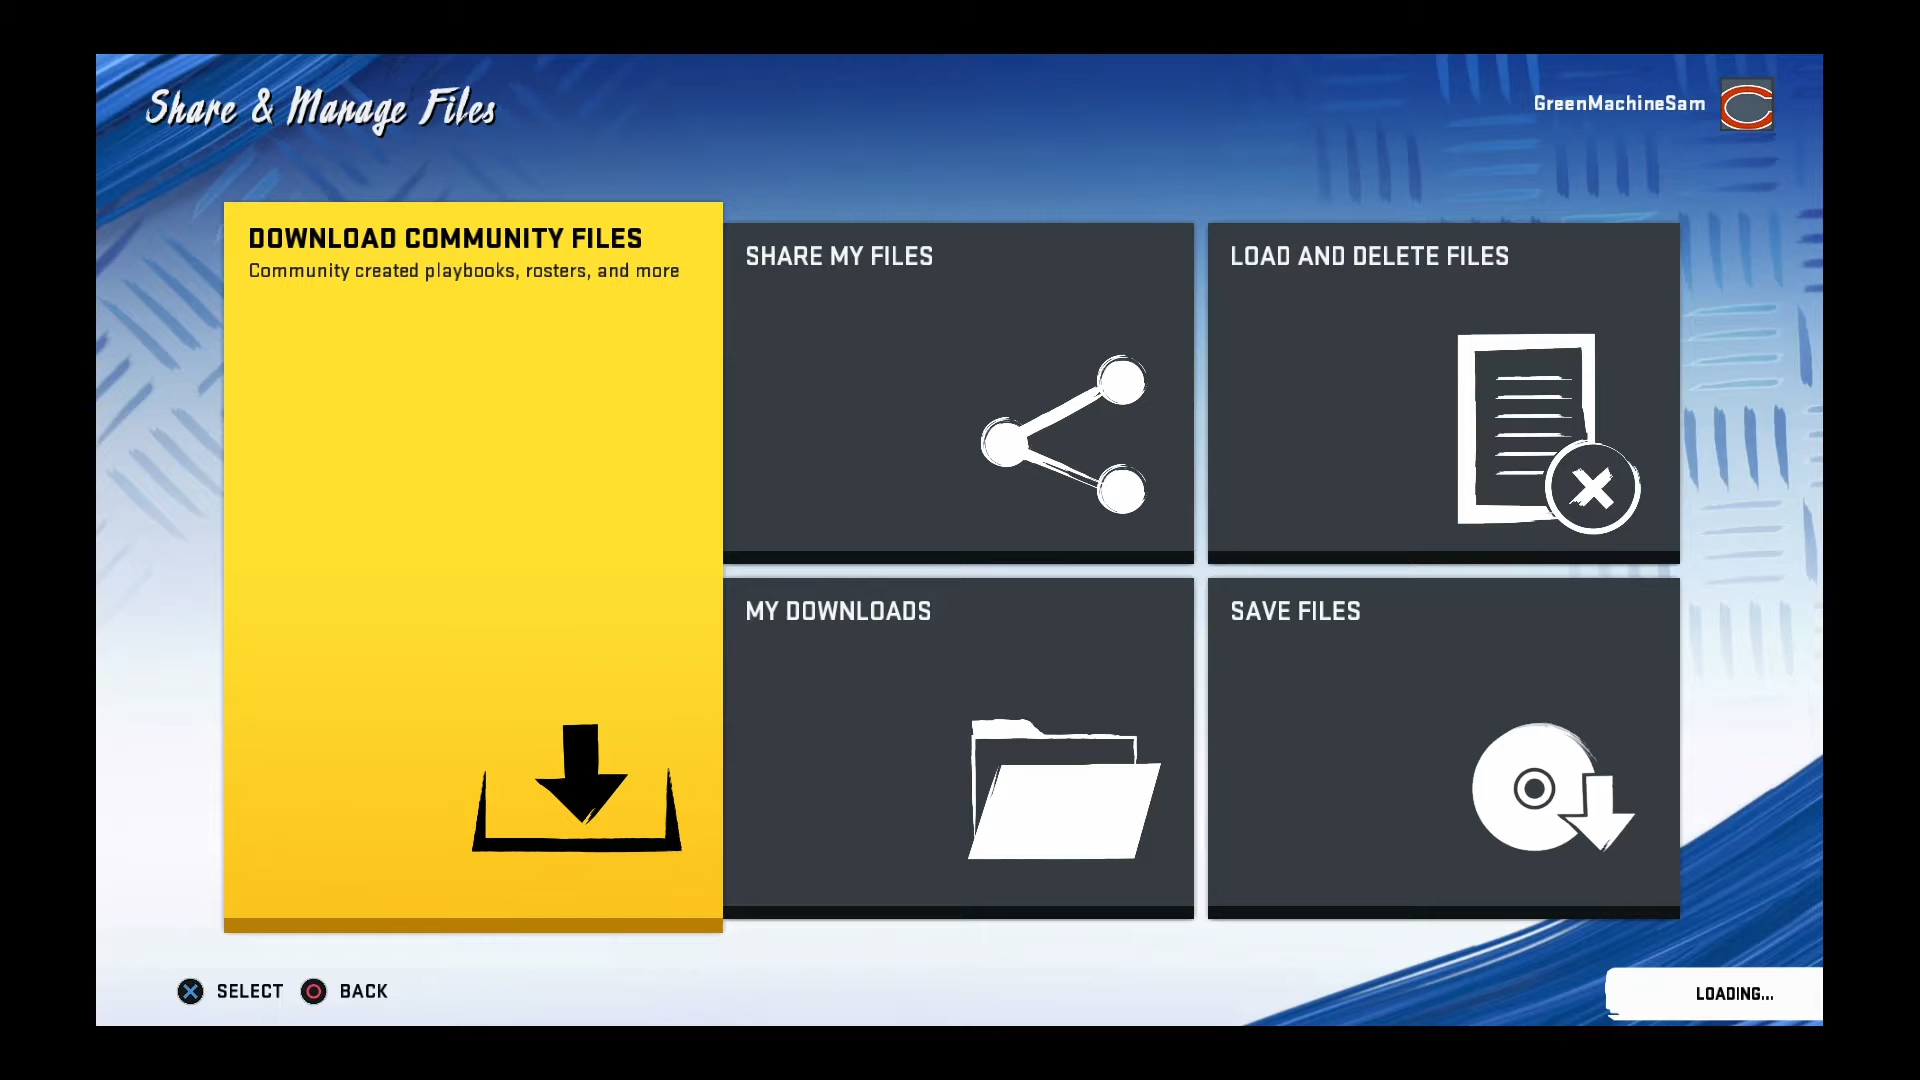 Share & Manage Files
GreenMachineSam
DOWNLOAD COMMUNITY FILES
Community created playbooks, rosters, and more
SHARE MY FILES
LOAD AND DELETE FILES
MY DOWNLOADS
SAVE FILES
SELECT
BACK
LOADING...